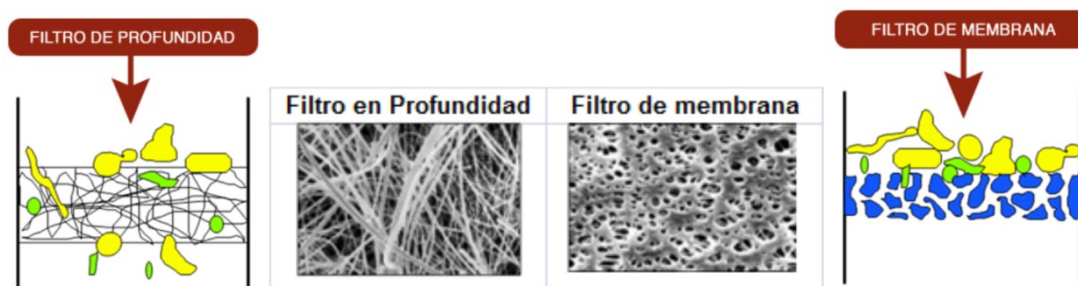 FILTRO DE PROFUNDIDAD
FILTRO DE MEMBRANA
Filtro en Profundidad
Filtro de membrana